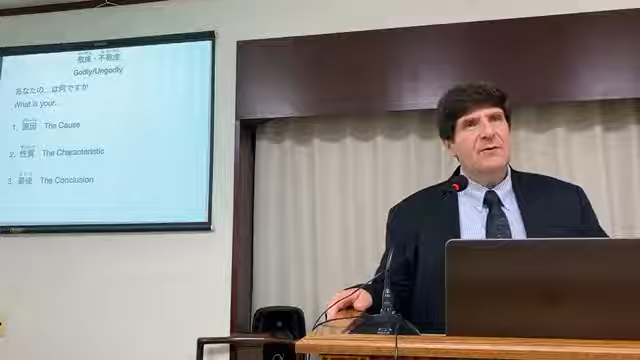 敬虔・不敬虔
Godly/Ungodly
あなたの...は何ですか
What is your...
1. 原因 The Cause
2. 性質 The Characteristic
3. 最後 The Conclusion